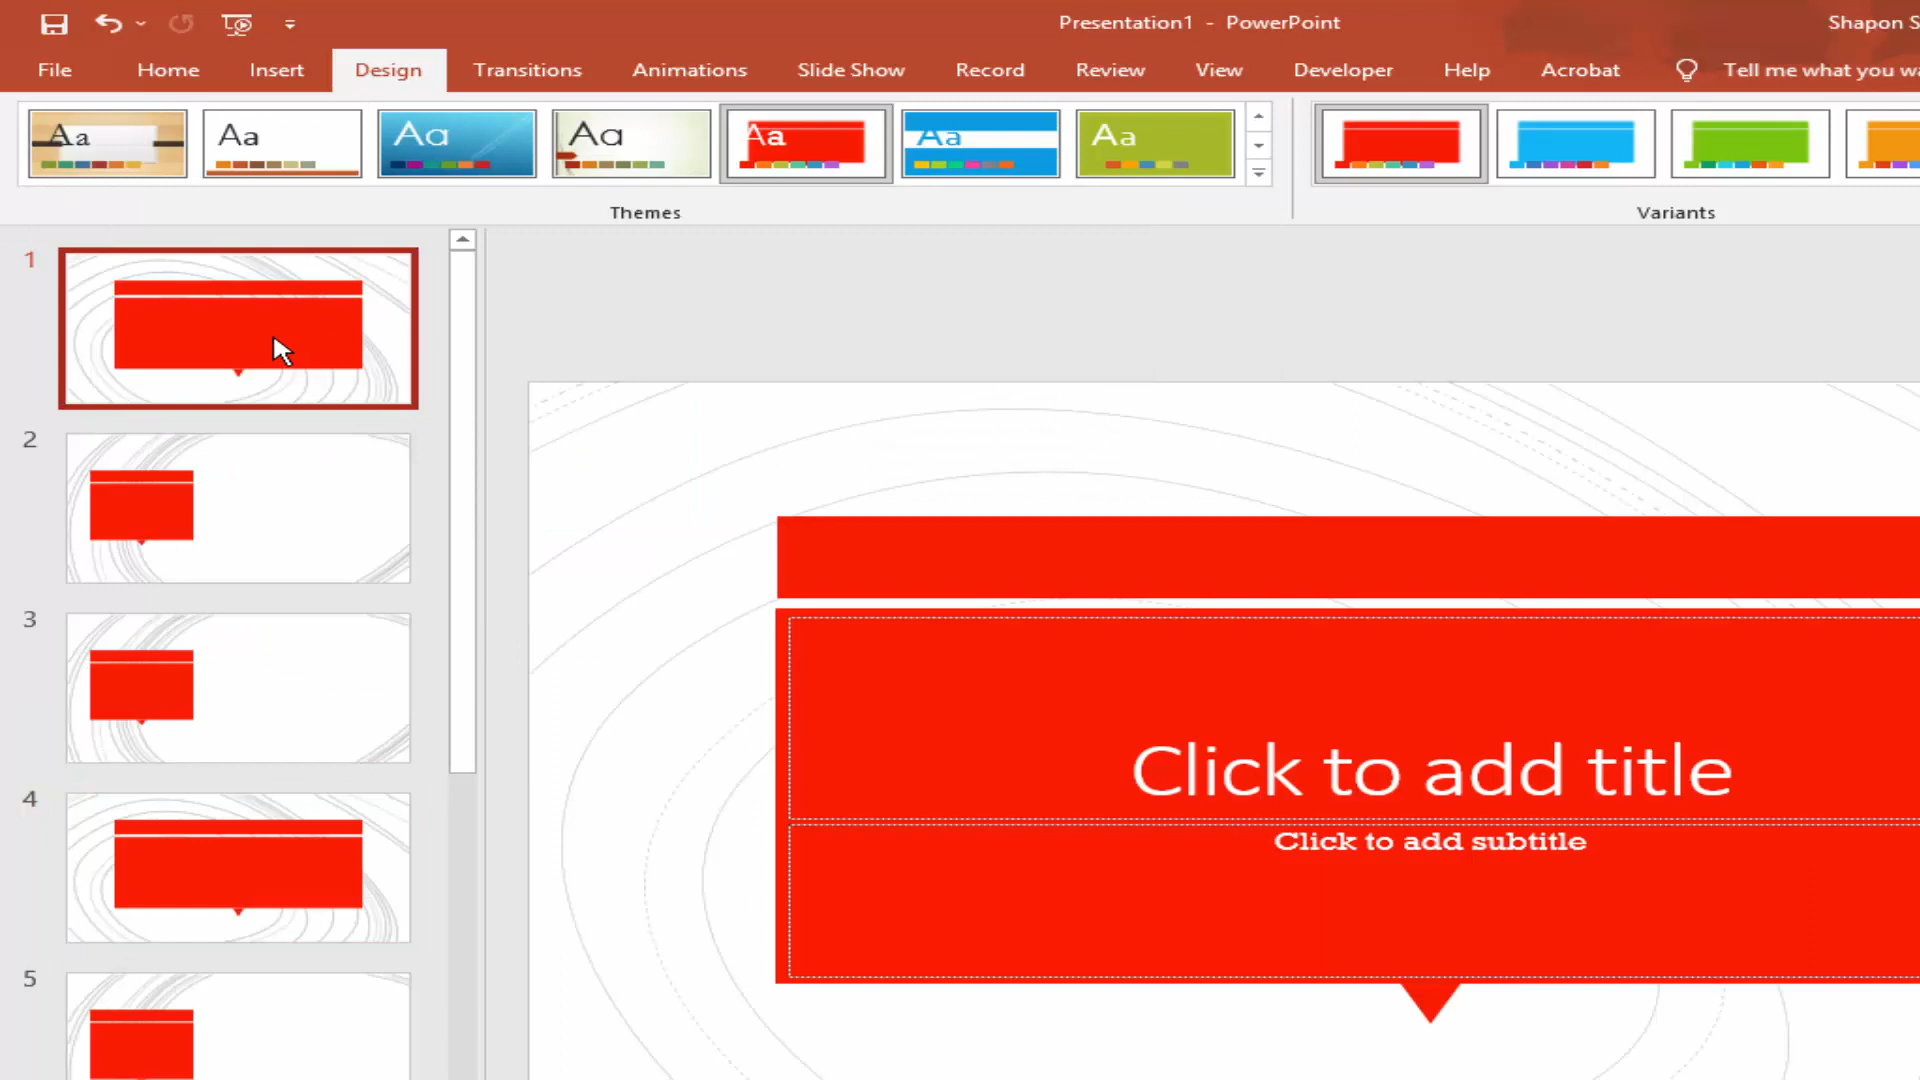 Presentation1 - PowerPoint
Shapon S
File Home Insert Design Transitions Animations Slide Show Record Review View Developer Help Acrobat Tell me what you wa
Aa Aa Aa Aa Aa Aa Aa
Themes
Variants
1
2
3
4
5
Click to add title
Click to add subtitle